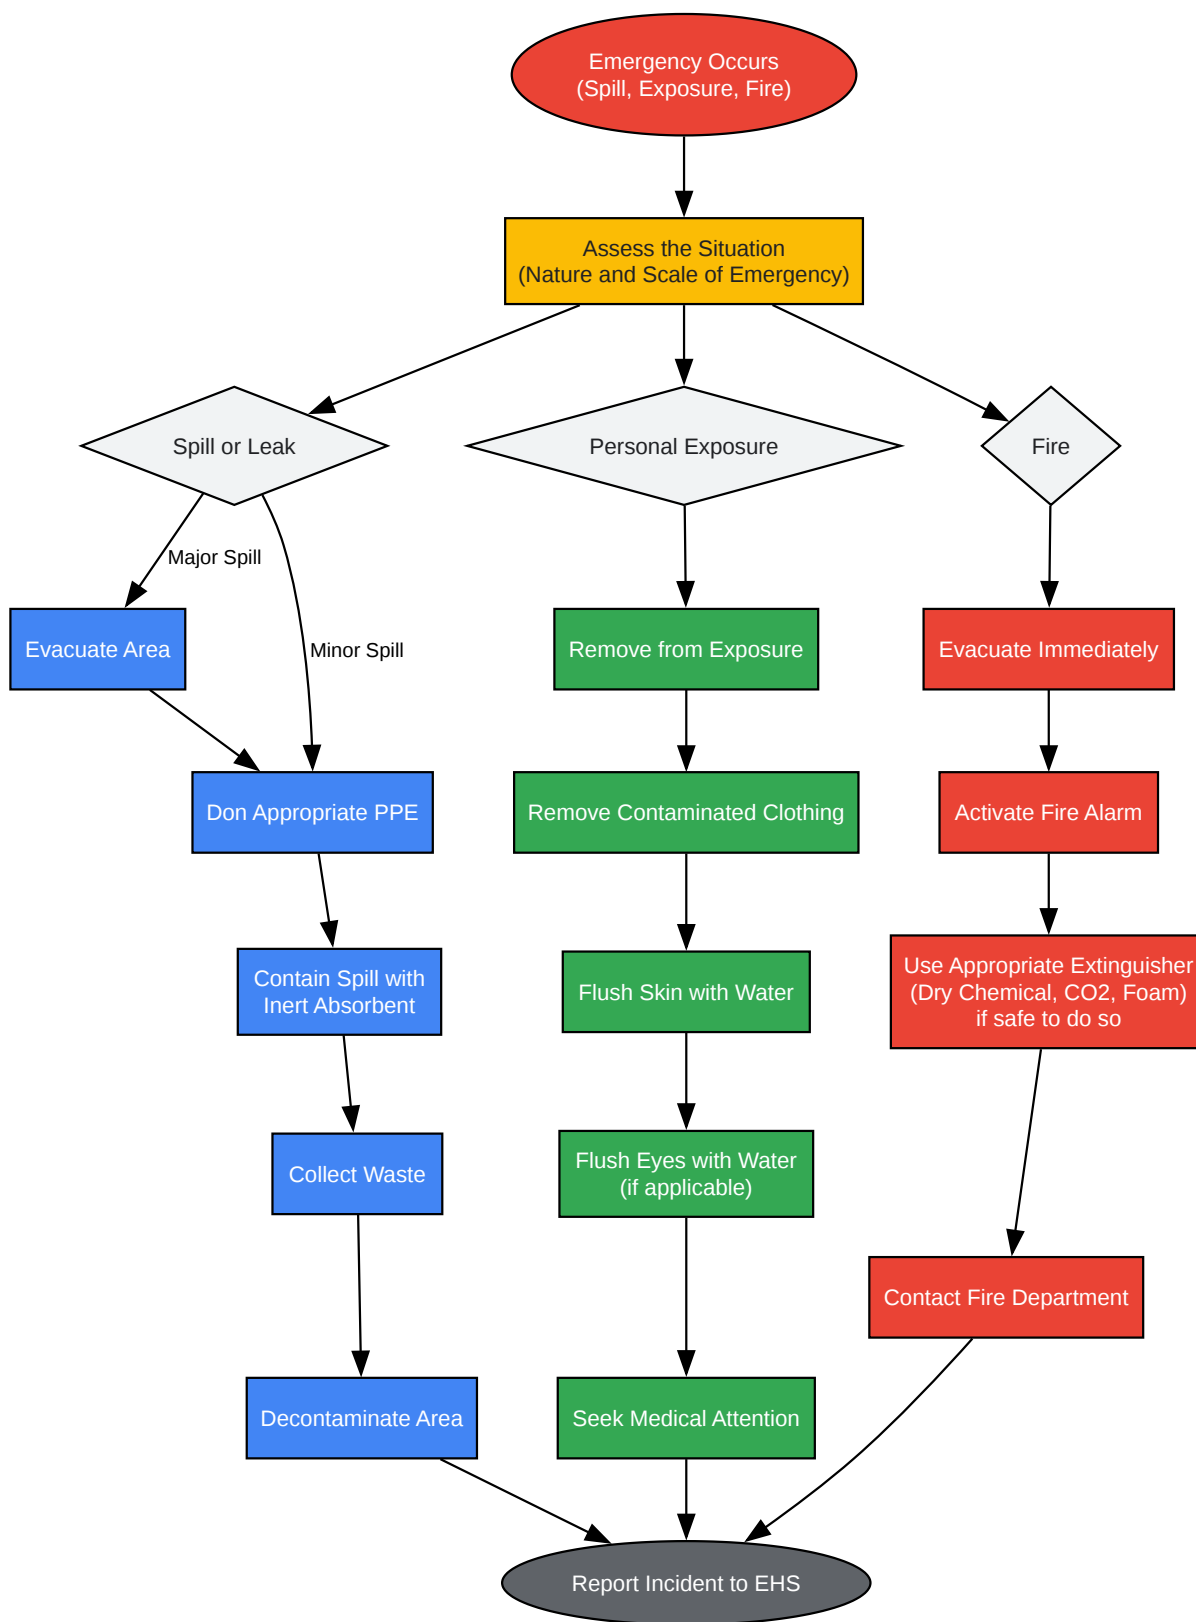 Emergency Occurs
(Spill, Exposure, Fire)
Assess the Situation
(Nature and Scale of Emergency)
Spill or Leak
Personal Exposure
Fire
Major Spill
Minor Spill
Evacuate Area
Remove from Exposure
Evacuate Immediately
Don Appropriate PPE
Remove Contaminated Clothing
Activate Fire Alarm
Contain Spill with
Inert Absorbent
Flush Skin with Water
Use Appropriate Extinguisher
(Dry Chemical, CO2, Foam)
if safe to do so
Collect Waste
Flush Eyes with Water
(if applicable)
Contact Fire Department
Decontaminate Area
Seek Medical Attention
Report Incident to EHS